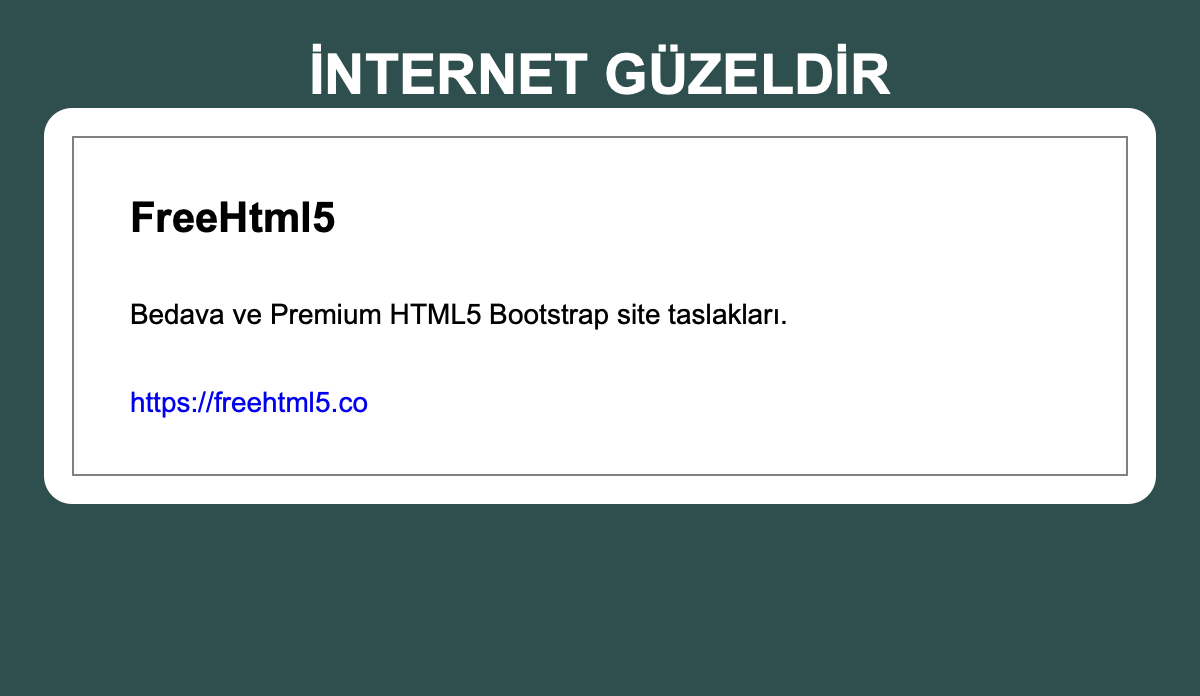 İNTERNET GÜZELDİR
FreeHtml5
Bedava ve Premium HTML5 Bootstrap site taslakları.
https://freehtml5.co